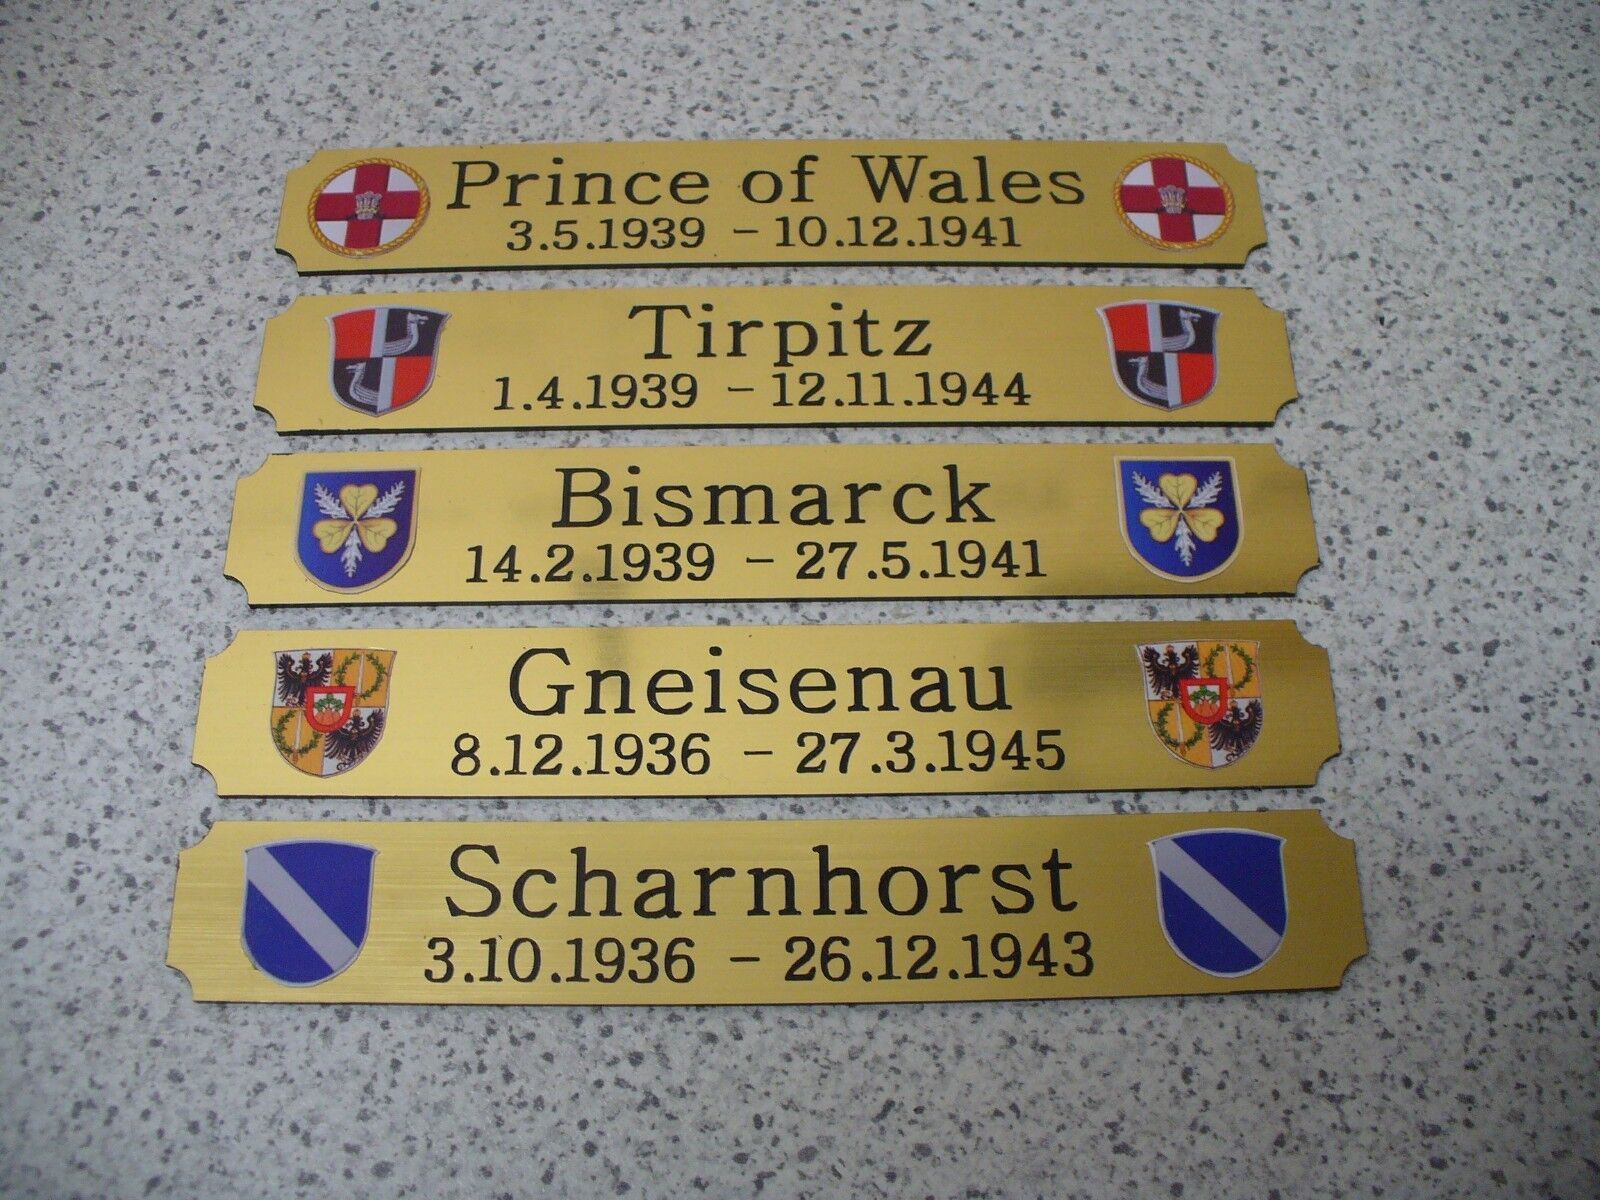 Prince of Wales
3.5.1939 - 10.12.1941
Tirpitz
1.4.1939 - 12.11.1944
Bismarck
14.2.1939 - 27.5.1941
Gneisenau
8.12.1936 - 27.3.1945
Scharnhorst
3.10.1936 - 26.12.1943